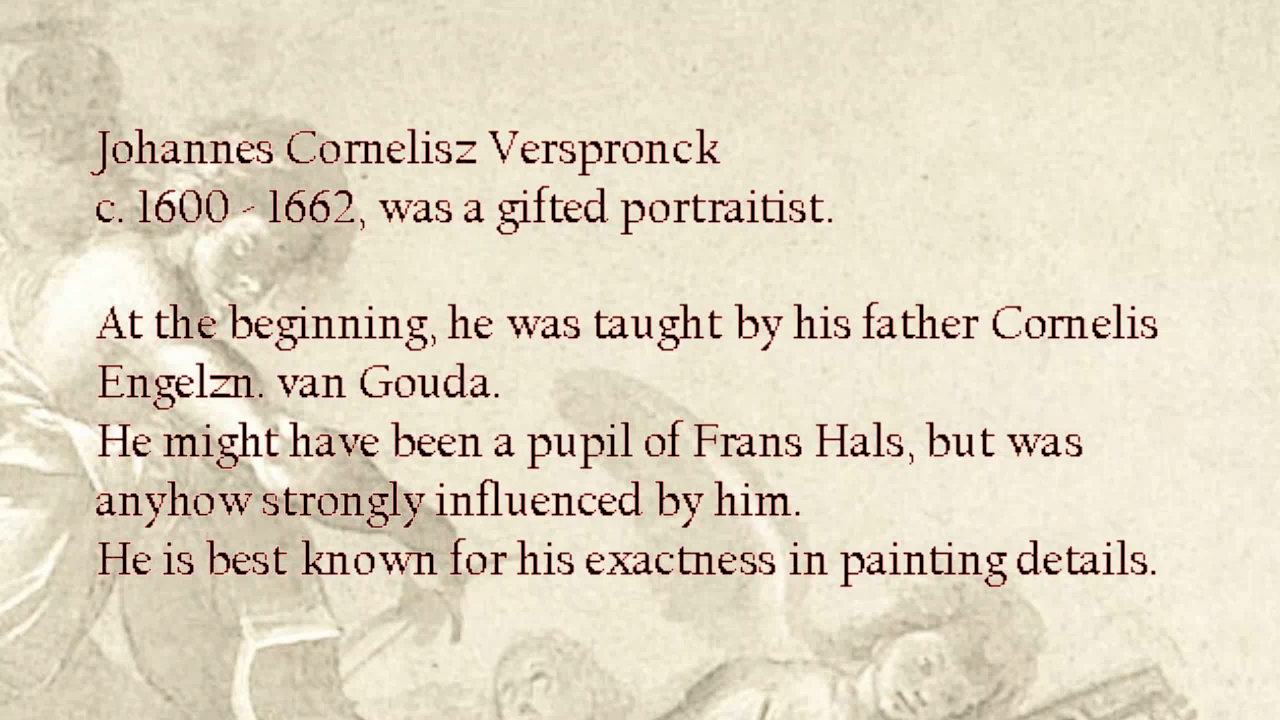 Johannes Cornelisz Verspronck
c. 1600 - 1662, was a gifted portraitist.
At the beginning, he was taught by his father Cornelis
Engelzn. van Gouda.
He might have been a pupil of Frans Hals, but was
anyhow strongly influenced by him.
He is best known for his exactness in painting details.